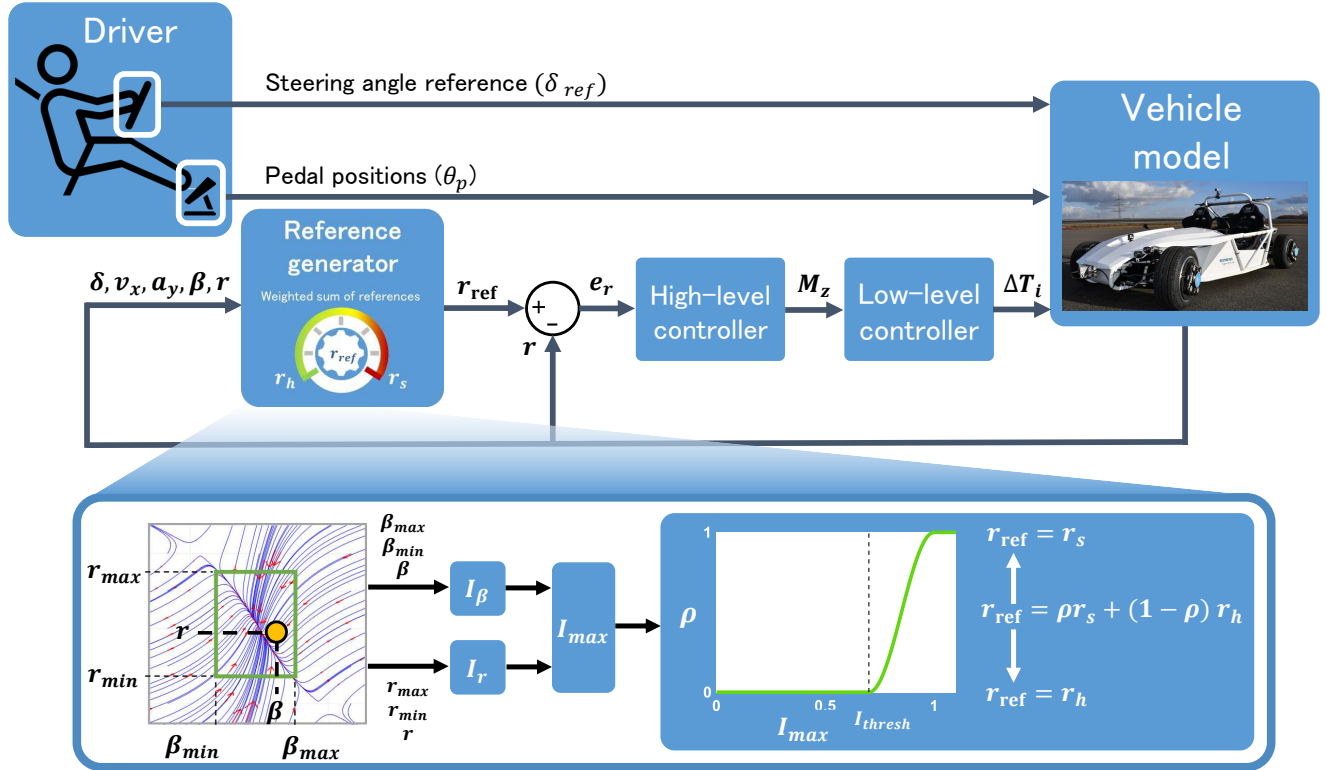 Driver
Steering angle reference (δ ref)
Pedal positions (θp)
Vehicle
model
Reference
generator
Weighted sum of references
rref
rh
rs
δ, vx, ay, β, r
rref
+
−
r
er
High-level
controller
Mz
Low-level
controller
ΔTi
rmax
r
rmin
β
βmin
βmax
βmax
βmin
β
rmax
rmin
r
Iβ
Ir
Imax
ρ
1
0
0
0.5
1
Imax
Ithresh
rref = rs
rref = ρrs + (1 − ρ) rh
rref = rh